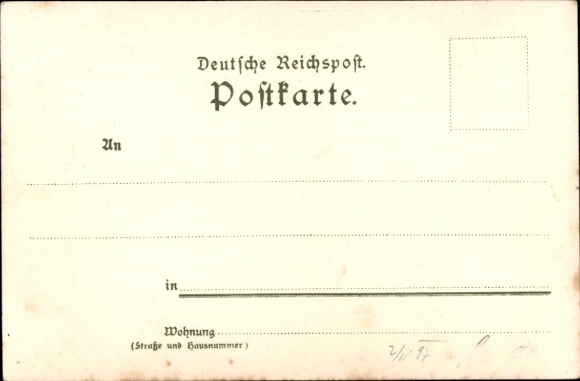 Deutsche Reichspost.
Postkarte.
An
in
Wohnung
(Straße und Hausnummer)